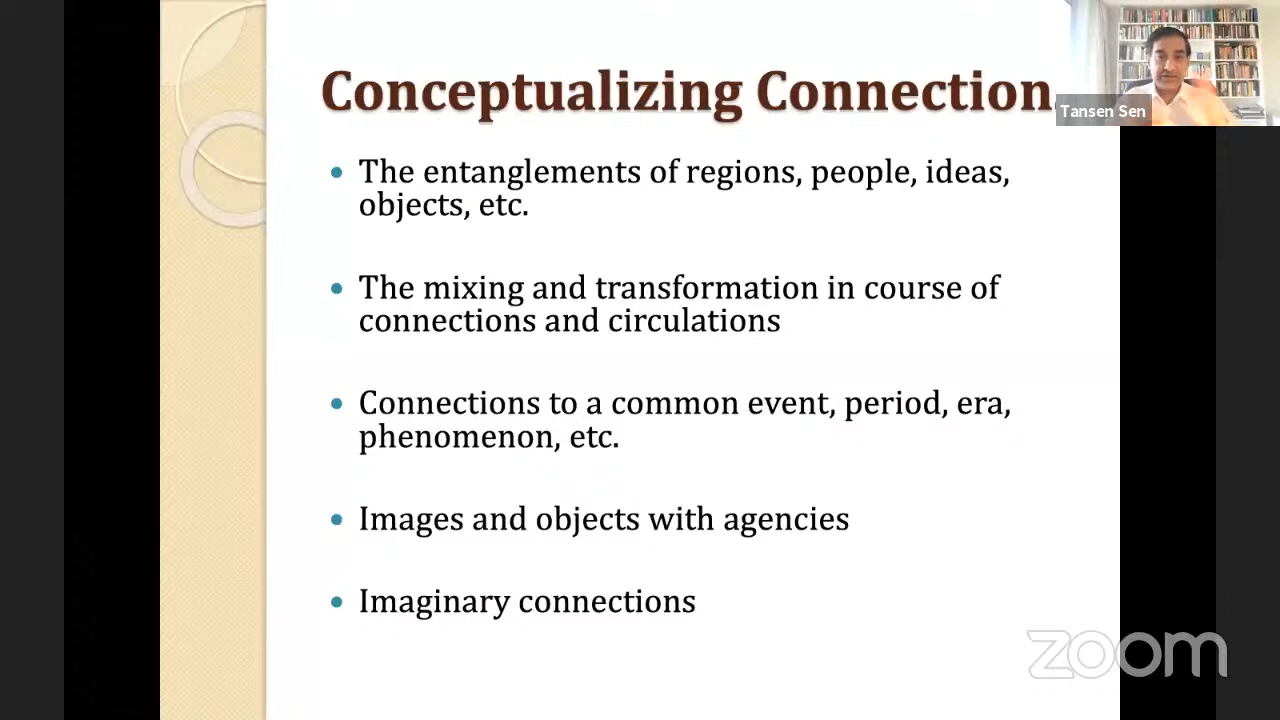 Conceptualizing Connection
Tansen Sen
• The entanglements of regions, people, ideas,
objects, etc.
• The mixing and transformation in course of
connections and circulations
• Connections to a common event, period, era,
phenomenon, etc.
• Images and objects with agencies
• Imaginary connections
zoom